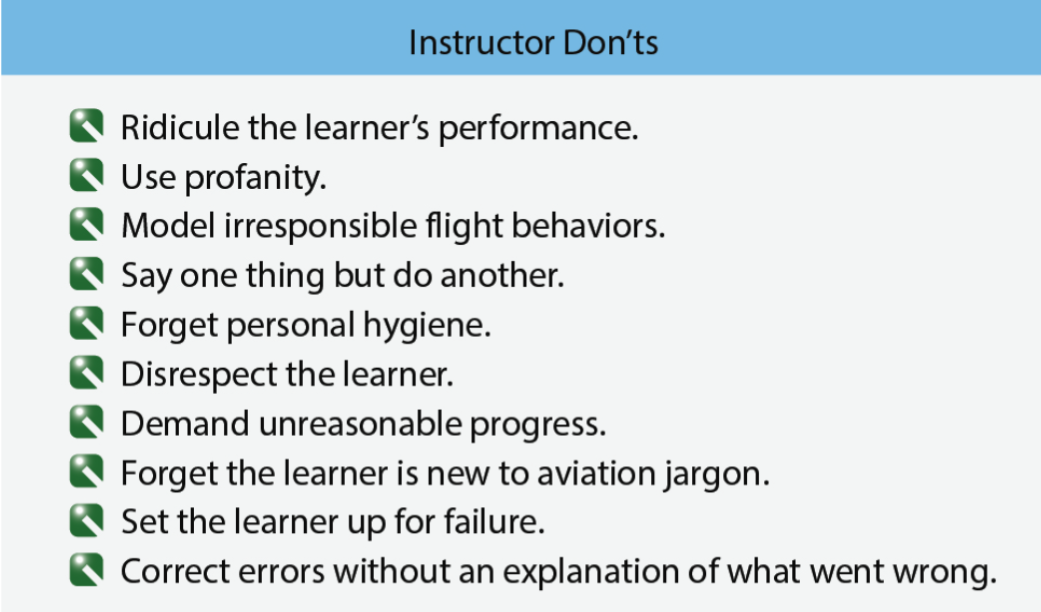 Instructor Don’ts
Ridicule the learner’s performance.
Use profanity.
Model irresponsible flight behaviors.
Say one thing but do another.
Forget personal hygiene.
Disrespect the learner.
Demand unreasonable progress.
Forget the learner is new to aviation jargon.
Set the learner up for failure.
Correct errors without an explanation of what went wrong.